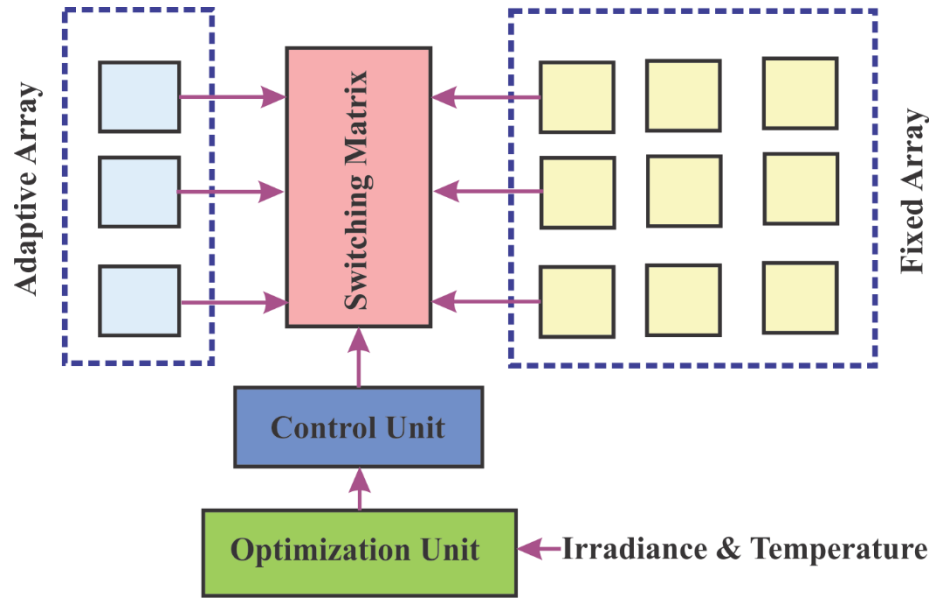 Adaptive Array
Switching Matrix
Fixed Array
Control Unit
Optimization Unit
Irradiance & Temperature